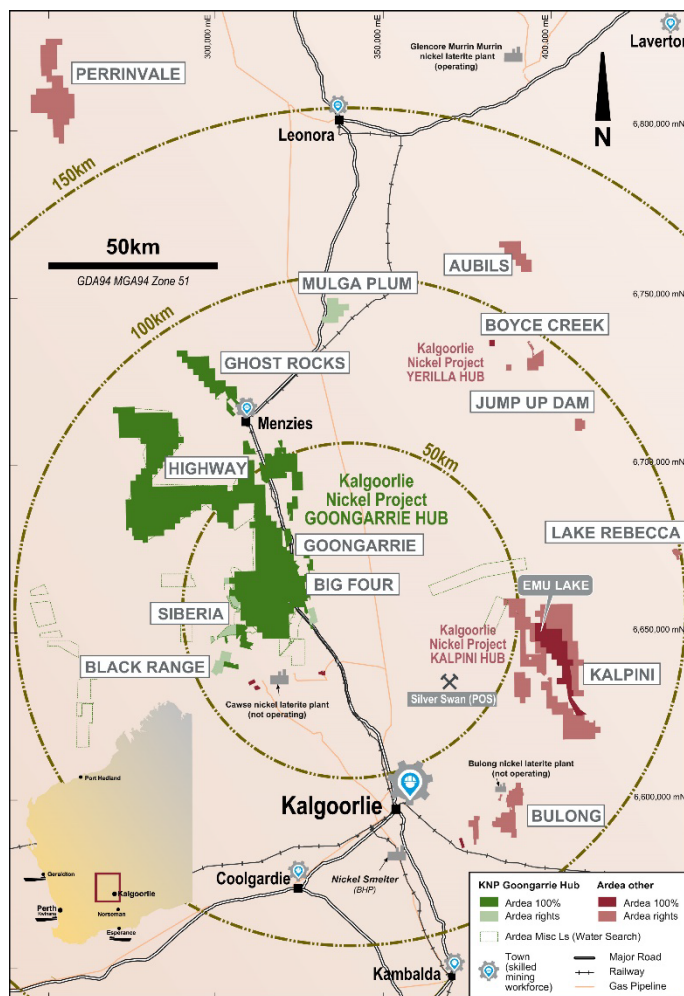 300,000 mE
350,000 mE
400,000 mE
Glencore Murrin Murrin
nickel laterite plant
(operating)
Laverton
PERRINVALE
N
Leonora
6,800,000 mN
150km
50km
GDA94 MGA94 Zone 51
AUBILS
MULGA PLUM
6,750,000 mN
100km
BOYCE CREEK
Kalgoorlie
Nickel Project
YERILLA HUB
GHOST ROCKS
JUMP UP DAM
Menzies
50km
HIGHWAY
6,700,000 mN
Kalgoorlie
Nickel Project
GOONGARRIE HUB
GOONGARRIE
LAKE REBECCA
BIG FOUR
EMU LAKE
SIBERIA
Kalgoorlie
Nickel Project
KALPINI HUB
6,650,000 mN
BLACK RANGE
KALPINI
Silver Swan (POS)
Cawse nickel laterite plant
(not operating)
Bulong nickel laterite plant
(not operating)
Port Hedland
Kalgoorlie
6,600,000 mN
BULONG
Nickel Smelter
(BHP)
Coolgardie
Geraldton
Kalgoorlie
Perth
Kwinana
Norseman
Esperance
Kambalda
KNP Goongarrie Hub
Ardea other
Ardea 100%
Ardea 100%
Ardea rights
Ardea rights
Ardea Misc Ls (Water Search)
Town
(skilled
mining
workforce)
Major Road
Railway
Gas Pipeline